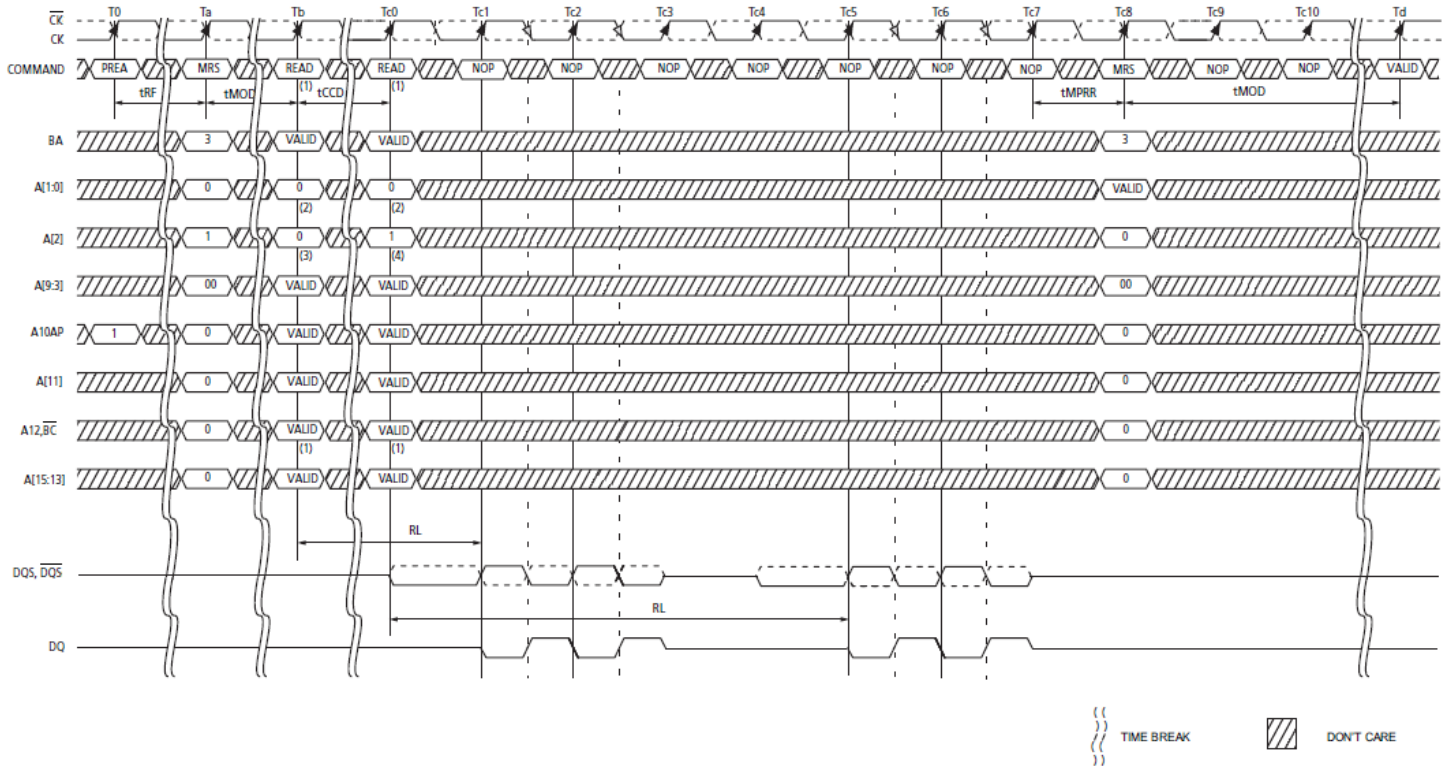 T0 Ta Tb Tc0 Tc1 Tc2 Tc3 Tc4 Tc5 Tc6 Tc7 Tc8 Tc9 Tc10 Td
CK
CK
COMMAND PREA MRS READ READ NOP NOP NOP NOP NOP NOP NOP MRS NOP NOP VALID
(1) (1)
tRF tMOD tCCD tMPRR tMOD
BA 3 VALID VALID 3
A[1:0] 0 0 0 VALID
(2) (2)
A[2] 1 0 1 0
(3) (4)
A[9:3] 00 VALID VALID 00
A10AP 1 0 VALID VALID 0
A[11] 0 VALID VALID 0
A12,BC 0 VALID VALID 0
(1) (1)
A[15:13] 0 VALID VALID 0
RL
DQS, DQS
RL
DQ
TIME BREAK DON'T CARE